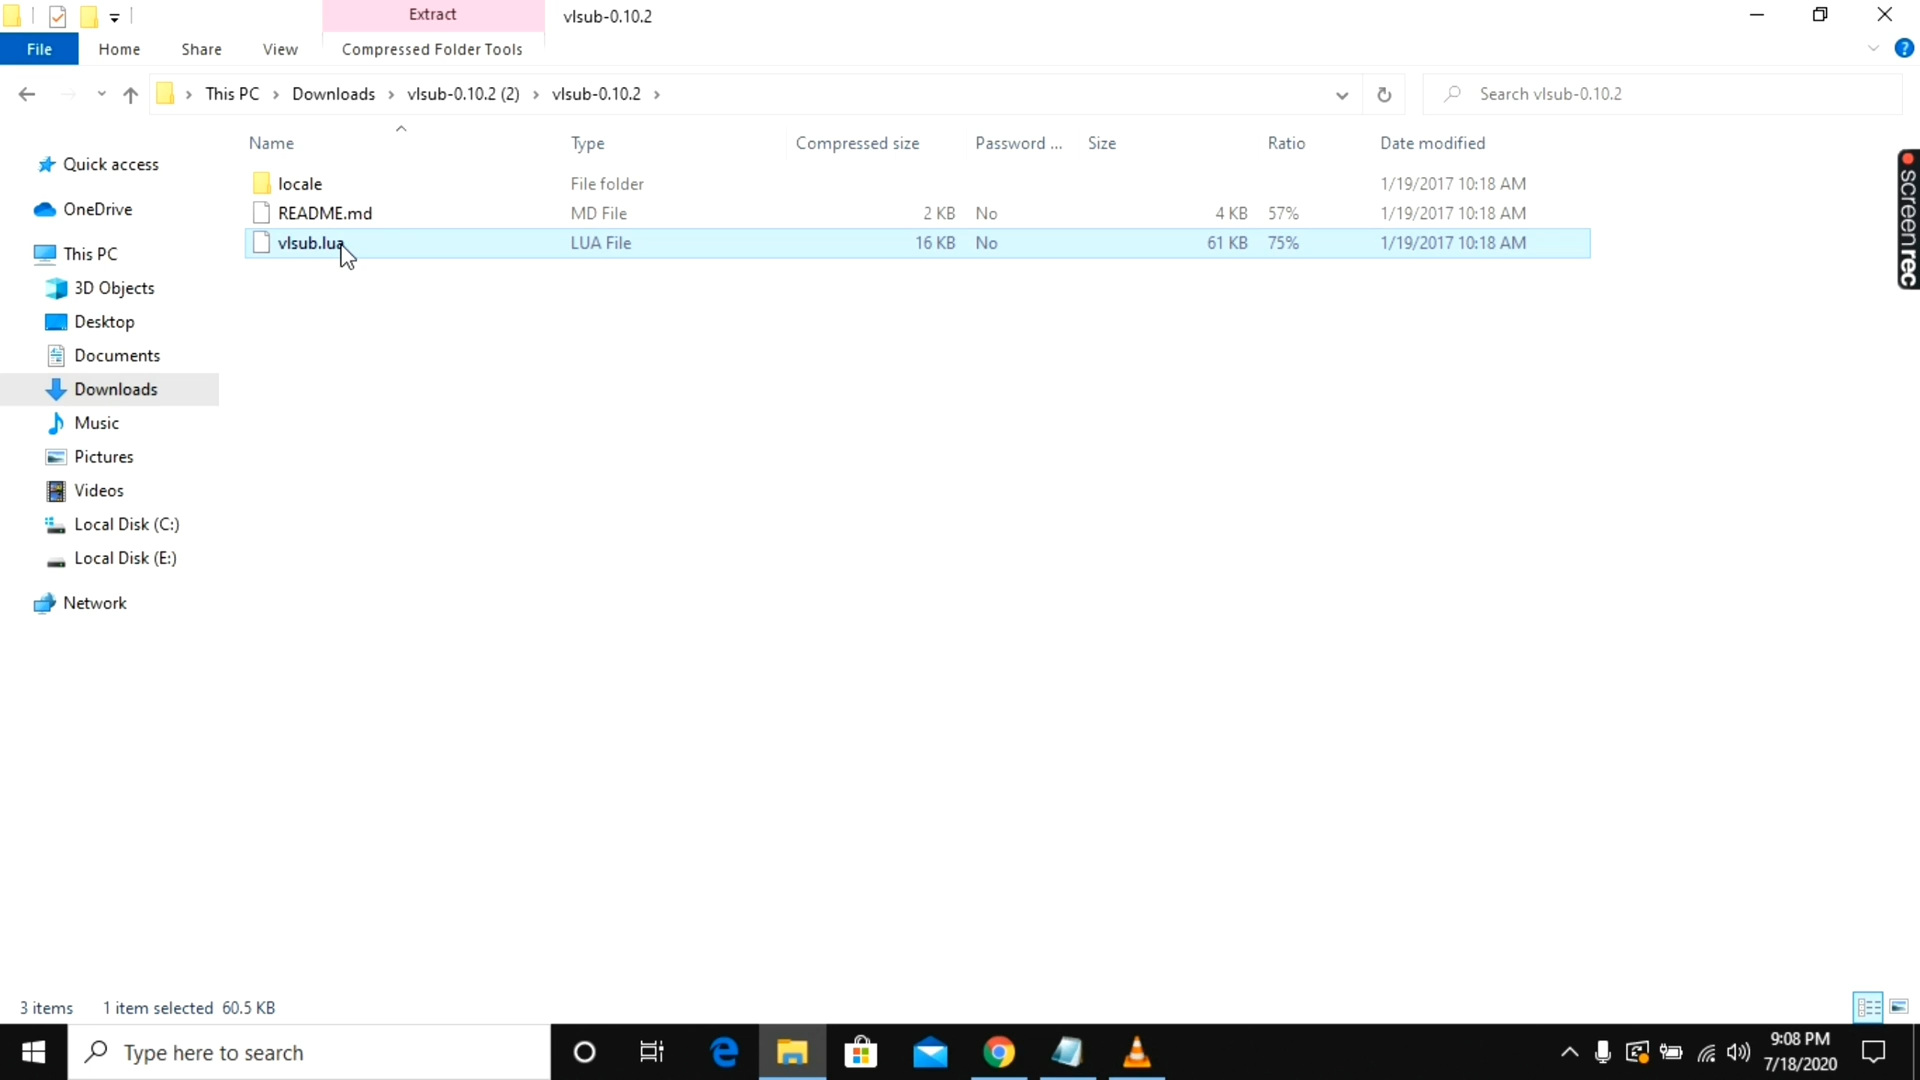 Extract
vlsub-0.10.2
File
Home
Share
View
Compressed Folder Tools
This PC
Downloads
vlsub-0.10.2 (2)
vlsub-0.10.2
Search vlsub-0.10.2
Name
Type
Compressed size
Password ...
Size
Ratio
Date modified
locale File folder 1/19/2017 10:18 AM
README.md MD File 2 KB No 4 KB 57% 1/19/2017 10:18 AM
vlsub.lua LUA File 16 KB No 61 KB 75% 1/19/2017 10:18 AM
Quick access
OneDrive
This PC
3D Objects
Desktop
Documents
Downloads
Music
Pictures
Videos
Local Disk (C:)
Local Disk (E:)
Network
screenrec
3 items 1 item selected 60.5 KB
Type here to search
9:08 PM
7/18/2020